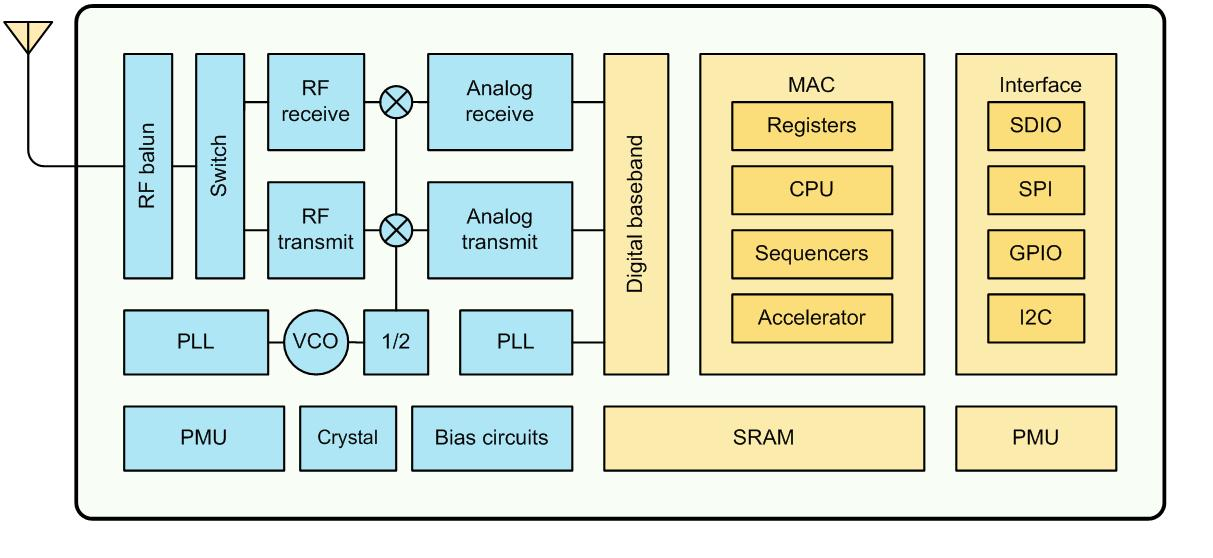 RF balun
Switch
RF
receive
Analog
receive
RF
transmit
Analog
transmit
PLL
VCO
1/2
PLL
Digital baseband
MAC
Registers
CPU
Sequencers
Accelerator
Interface
SDIO
SPI
GPIO
I2C
PMU
Crystal
Bias circuits
SRAM
PMU